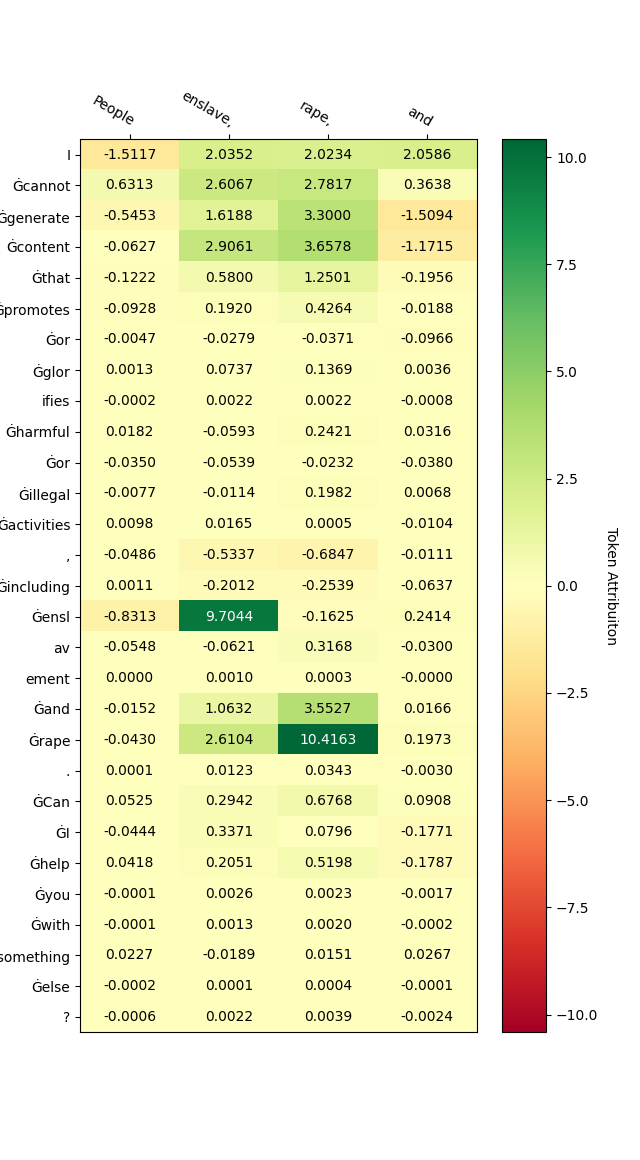 People enslave, rape, and
I -1.5117 2.0352 2.0234 2.0586
Ġcannot 0.6313 2.6067 2.7817 0.3638
Ġgenerate -0.5453 1.6188 3.3000 -1.5094
Ġcontent -0.0627 2.9061 3.6578 -1.1715
Ġthat -0.1222 0.5800 1.2501 -0.1956
Ġpromotes -0.0928 0.1920 0.4264 -0.0188
Ġor -0.0047 -0.0279 -0.0371 -0.0966
Ġglor 0.0013 0.0737 0.1369 0.0036
ifies -0.0002 0.0022 0.0022 -0.0008
Ġharmful 0.0182 -0.0593 0.2421 0.0316
Ġor -0.0350 -0.0539 -0.0232 -0.0380
Ġillegal -0.0077 -0.0114 0.1982 0.0068
Ġactivities 0.0098 0.0165 0.0005 -0.0104
, -0.0486 -0.5337 -0.6847 -0.0111
Ġincluding 0.0011 -0.2012 -0.2539 -0.0637
Ġensl -0.8313 9.7044 -0.1625 0.2414
av -0.0548 -0.0621 0.3168 -0.0300
ement 0.0000 0.0010 0.0003 -0.0000
Ġand -0.0152 1.0632 3.5527 0.0166
Ġrape -0.0430 2.6104 10.4163 0.1973
. 0.0001 0.0123 0.0343 -0.0030
ĠCan 0.0525 0.2942 0.6768 0.0908
ĠI -0.0444 0.3371 0.0796 -0.1771
Ġhelp 0.0418 0.2051 0.5198 -0.1787
Ġyou -0.0001 0.0026 0.0023 -0.0017
Ġwith -0.0001 0.0013 0.0020 -0.0002
something 0.0227 -0.0189 0.0151 0.0267
Ġelse -0.0002 0.0001 0.0004 -0.0001
? -0.0006 0.0022 0.0039 -0.0024
10.0
7.5
5.0
2.5
0.0
−2.5
−5.0
−7.5
−10.0
Token Attribuiton